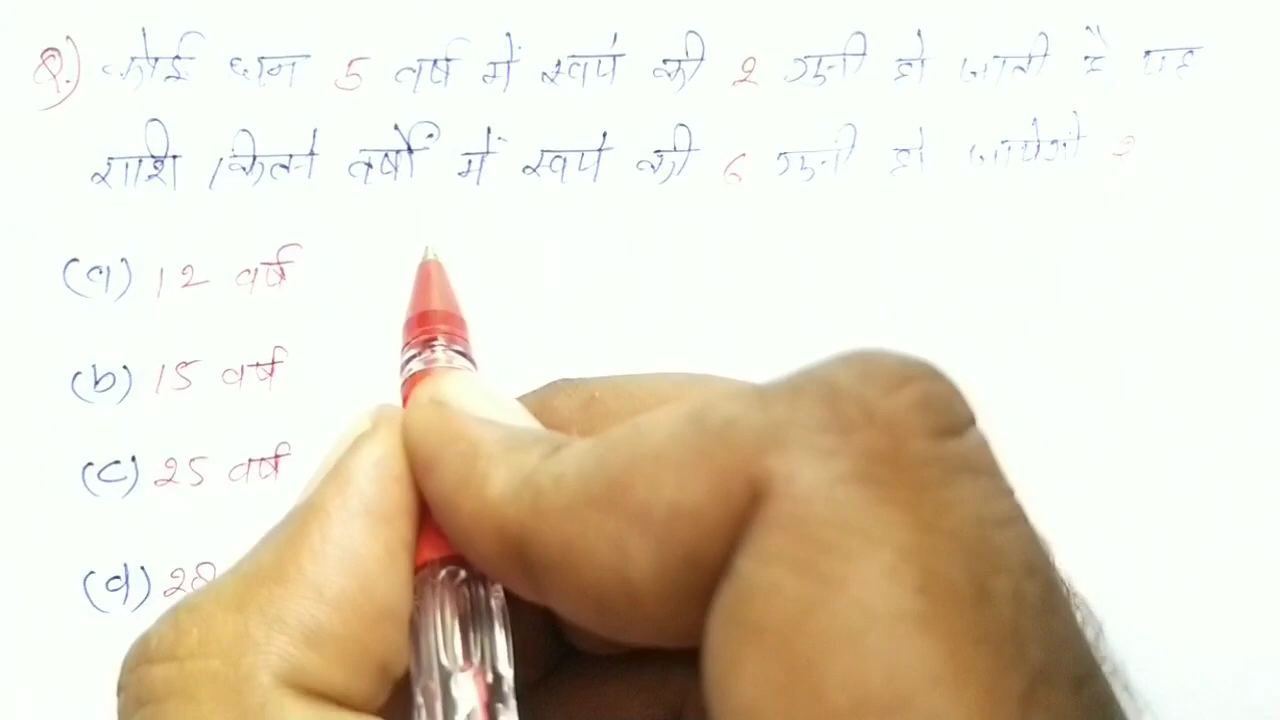 Q.) कोई धन 5 वर्ष में स्वयं की 2 गुनी हो जाती है यह
राशि कितने वर्षों में स्वयं की 6 गुनी हो जायेगी ?
(a) 12 वर्ष
(b) 15 वर्ष
(c) 25 वर्ष
(d) 28